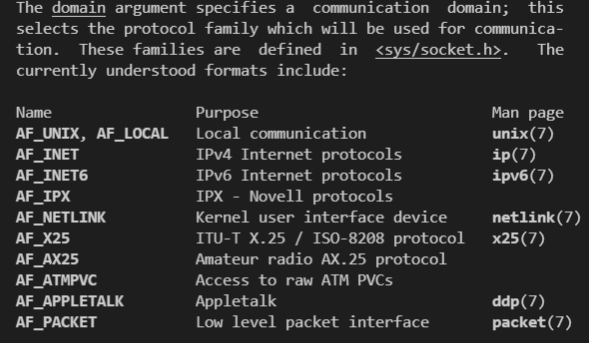 The domain argument specifies a communication domain; this
selects the protocol family which will be used for communica-
tion. These families are defined in <sys/socket.h>. The
currently understood formats include:
Name Purpose Man page
AF_UNIX, AF_LOCAL Local communication unix(7)
AF_INET IPv4 Internet protocols ip(7)
AF_INET6 IPv6 Internet protocols ipv6(7)
AF_IPX IPX - Novell protocols
AF_NETLINK Kernel user interface device netlink(7)
AF_X25 ITU-T X.25 / ISO-8208 protocol x25(7)
AF_AX25 Amateur radio AX.25 protocol
AF_ATMPVC Access to raw ATM PVCs
AF_APPLETALK Appletalk ddp(7)
AF_PACKET Low level packet interface packet(7)